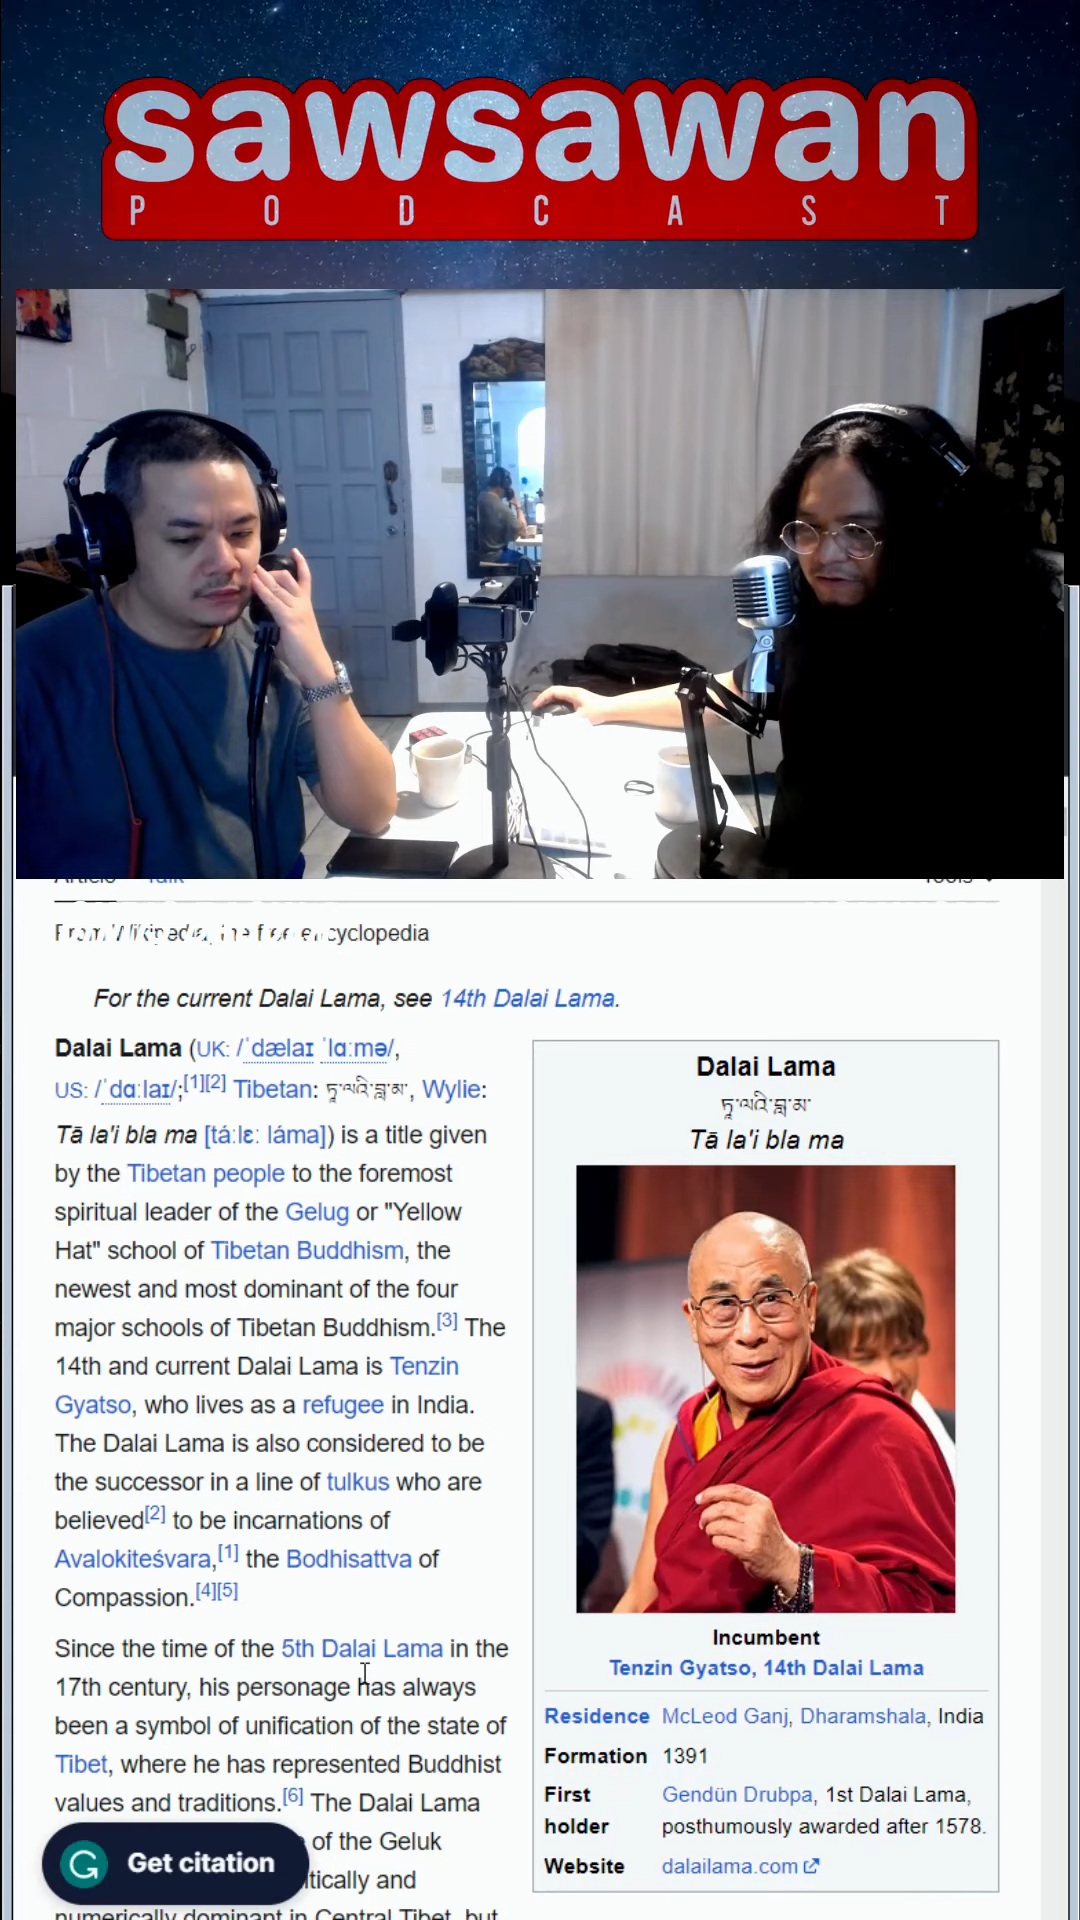 sawsawan
PODCAST
Article Talk Tools
From Wikipedia, the free encyclopedia
For the current Dalai Lama, see 14th Dalai Lama.
Dalai Lama (UK: /ˈdælaɪ ˈlɑːmə/,
US: /ˈdɑːlaɪ/;[1][2] Tibetan: ཏཱ་ལའི་བླ་མ་, Wylie:
Tā la'i bla ma [táːlɛː láma]) is a title given
by the Tibetan people to the foremost
spiritual leader of the Gelug or "Yellow
Hat" school of Tibetan Buddhism, the
newest and most dominant of the four
major schools of Tibetan Buddhism.[3] The
14th and current Dalai Lama is Tenzin
Gyatso, who lives as a refugee in India.
The Dalai Lama is also considered to be
the successor in a line of tulkus who are
believed[2] to be incarnations of
Avalokiteśvara,[1] the Bodhisattva of
Compassion.[4][5]
Since the time of the 5th Dalai Lama in the
17th century, his personage has always
been a symbol of unification of the state of
Tibet, where he has represented Buddhist
values and traditions.[6] The Dalai Lama
of the Geluk
and
numerically dominant in Central Tibet, but
Get citation
Dalai Lama
ཏཱ་ལའི་བླ་མ་
Tā la'i bla ma
Incumbent
Tenzin Gyatso, 14th Dalai Lama
Residence McLeod Ganj, Dharamshala, India
Formation 1391
First holder Gendün Drubpa, 1st Dalai Lama,
posthumously awarded after 1578.
Website dalailama.com